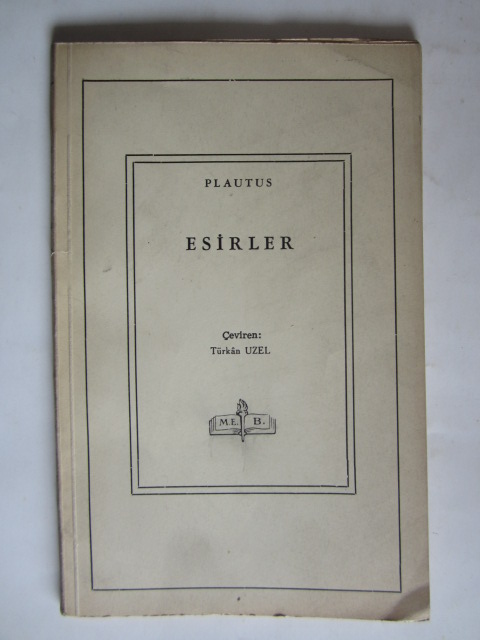 PLAUTUS
ESİRLER
Çeviren:
Türkân UZEL
M.E. B.